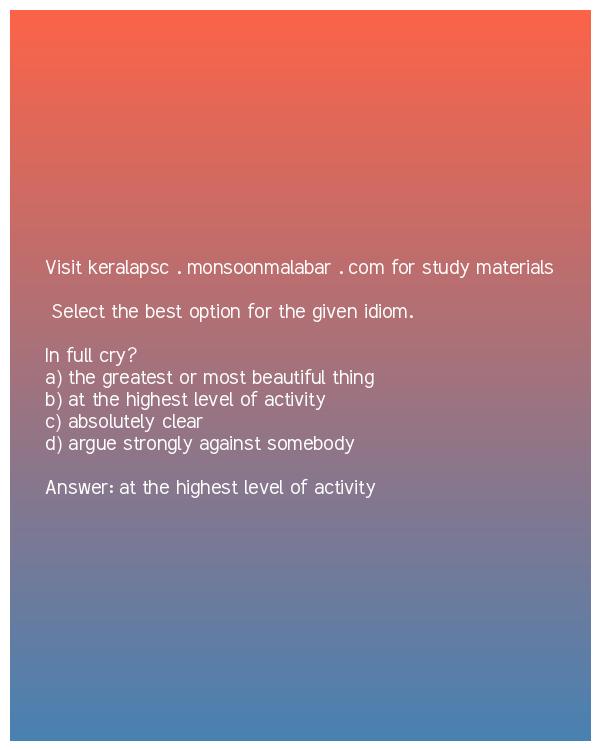 Visit keralapsc . monsoonmalabar . com for study materials
Select the best option for the given idiom.
In full cry?
a) the greatest or most beautiful thing
b) at the highest level of activity
c) absolutely clear
d) argue strongly against somebody
Answer: at the highest level of activity